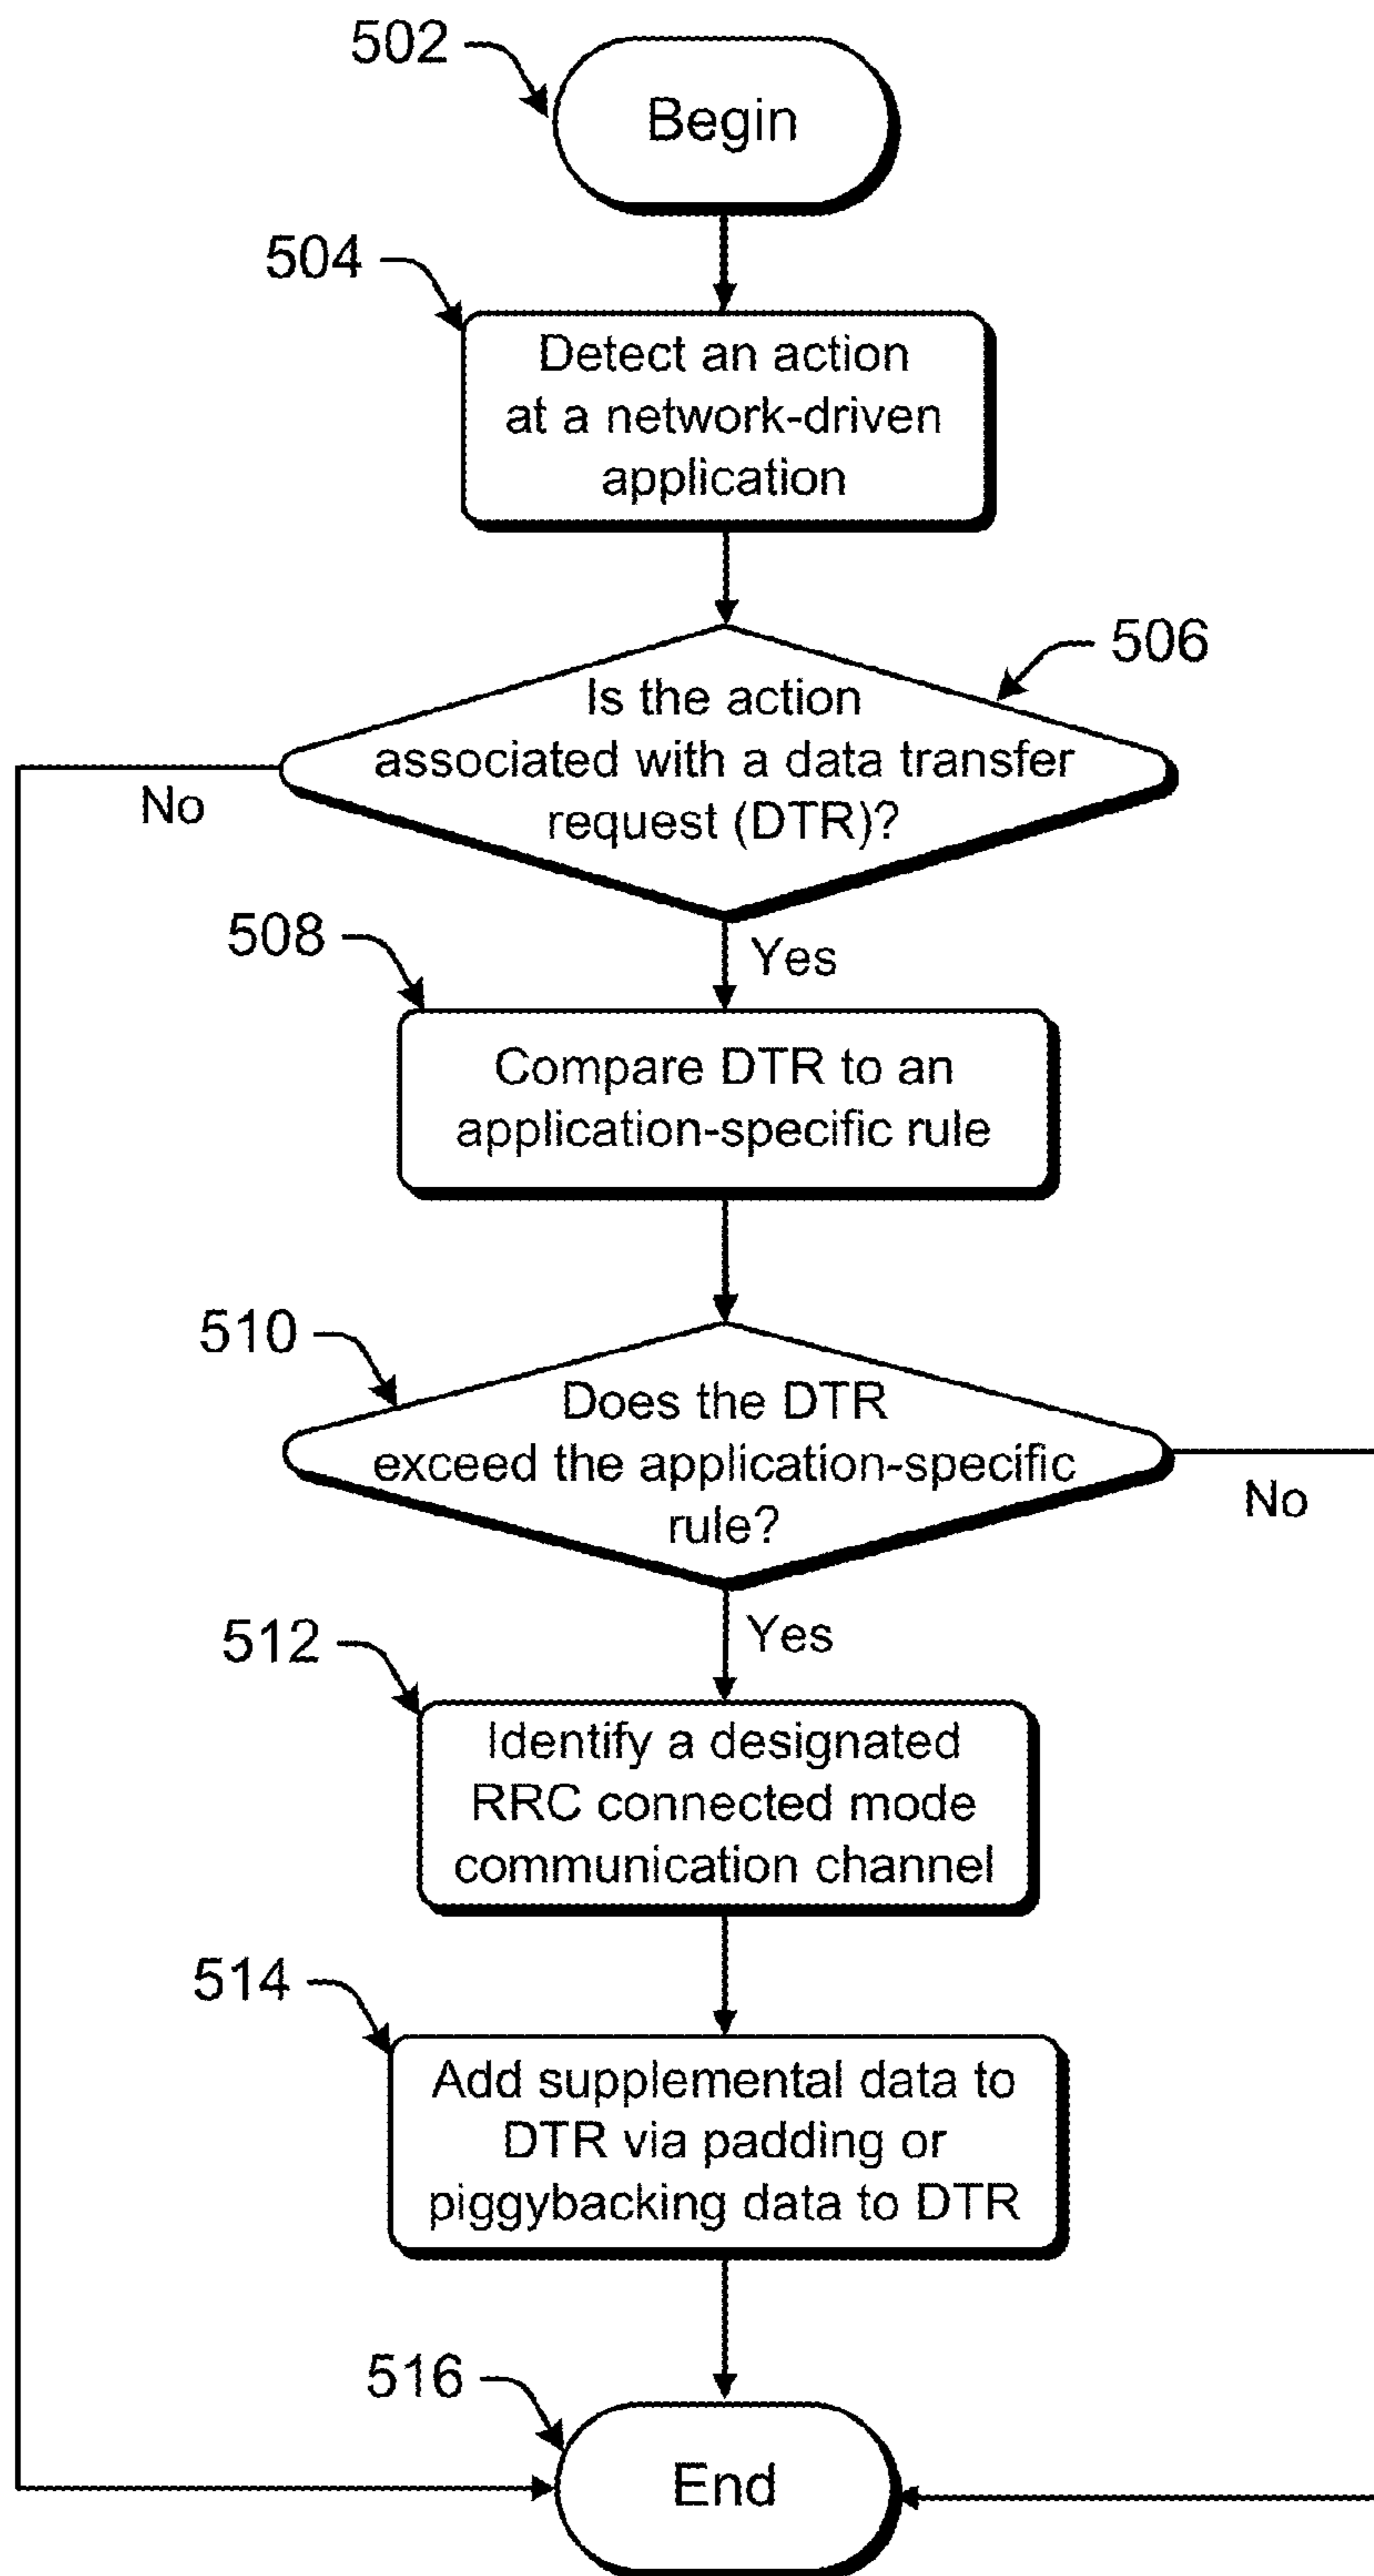 502
Begin
504
Detect an action
at a network-driven
application
506
Is the action
associated with a data transfer
request (DTR)?
No
Yes
508
Compare DTR to an
application-specific rule
510
Does the DTR
exceed the application-specific
rule?
No
Yes
512
Identify a designated
RRC connected mode
communication channel
514
Add supplemental data to
DTR via padding or
piggybacking data to DTR
516
End